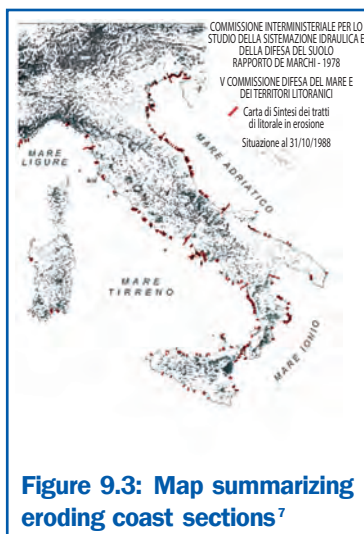 COMMISSIONE INTERMINISTERIALE PER LO
STUDIO DELLA SISTEMAZIONE IDRAULICA E
DELLA DIFESA DEL SUOLO
RAPPORTO DE MARCHI - 1978
V COMMISSIONE DIFESA DEL MARE E
DEI TERRITORI LITORANICI
Carta di Sintesi dei tratti
di litorale in erosione
Situazione al 31/10/1988
MARE
LIGURE
MARE ADRIATICO
MARE
TIRRENO
MARE IONIO
Figure 9.3: Map summarizing
eroding coast sections 7